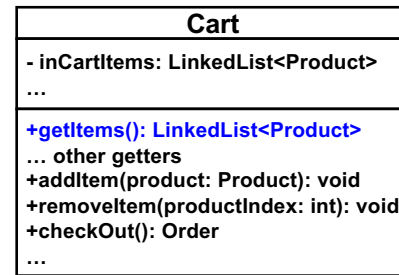 Cart
- inCartItems: LinkedList<Product>
…
+getItems(): LinkedList<Product>
… other getters
+addItem(product: Product): void
+removeItem(productIndex: int): void
+checkOut(): Order
…